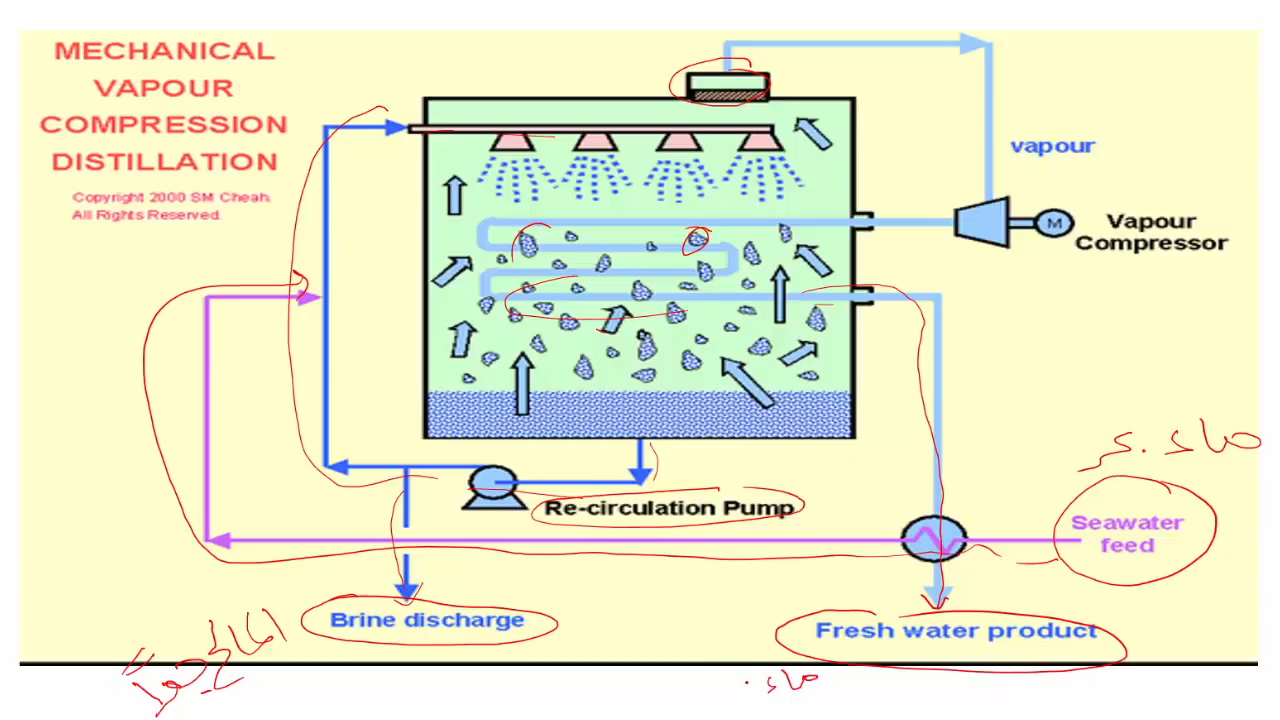 MECHANICAL
VAPOUR
COMPRESSION
DISTILLATION
Copyright 2000 SM Cheah.
All Rights Reserved.
vapour
M
Vapour
Compressor
Re-circulation Pump
Seawater
feed
Brine discharge
Fresh water product